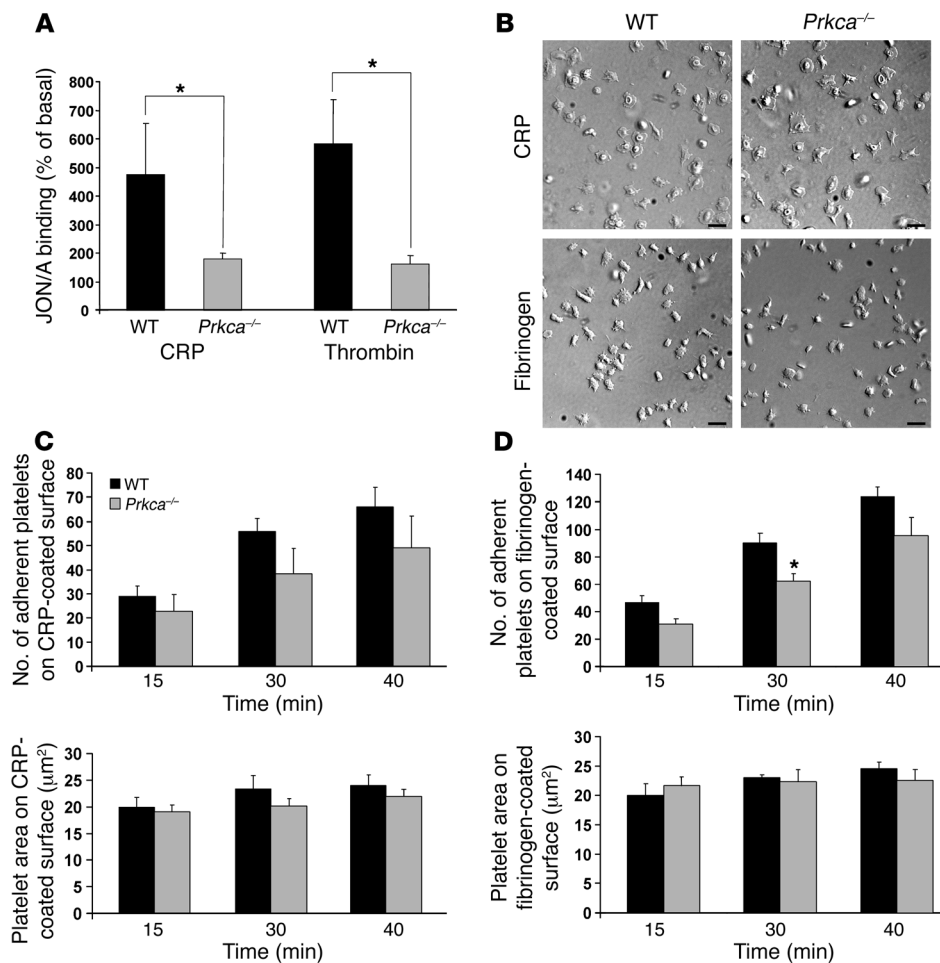 A
JON/A binding (% of basal)
800
700
600
500
400
300
200
100
0
*
*
WT
Prkca–/–
WT
Prkca–/–
CRP
Thrombin
B
WT
Prkca–/–
CRP
Fibrinogen
C
No. of adherent platelets
on CRP-coated surface
80
70
60
50
40
30
20
10
0
WT
Prkca–/–
15
30
40
Time (min)
Platelet area on CRP-
coated surface (μm²)
30
25
20
15
10
5
0
15
30
40
Time (min)
D
No. of adherent
platelets on fibrinogen-
coated surface
140
120
100
80
60
40
20
0
*
15
30
40
Time (min)
Platelet area on
fibrinogen-coated
surface (μm²)
30
25
20
15
10
5
0
15
30
40
Time (min)